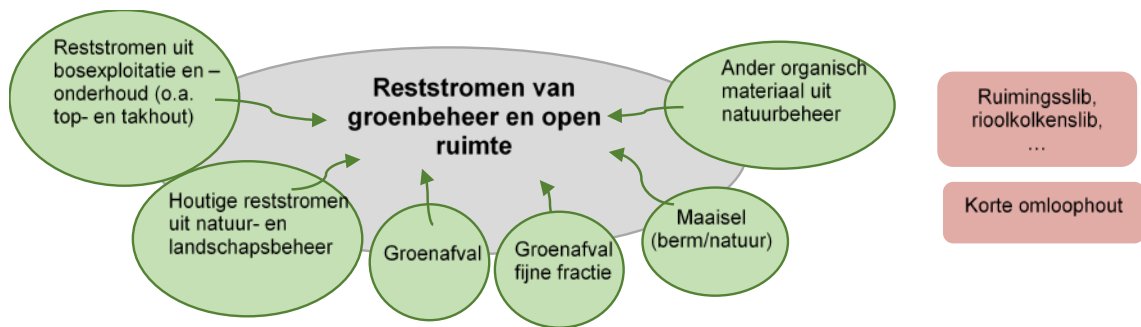 Reststromen uit
bosexploitatie en –
onderhoud (o.a.
top- en takhout)
Reststromen van
groenbeheer en open
ruimte
Ander organisch
materiaal uit
natuurbeheer
Houtige reststromen
uit natuur- en
landschapsbeheer
Groenafval
Groenafval
fijne fractie
Maaisel
(berm/natuur)
Ruimingsslib,
rioolkolkenslib,
…
Korte omloophout